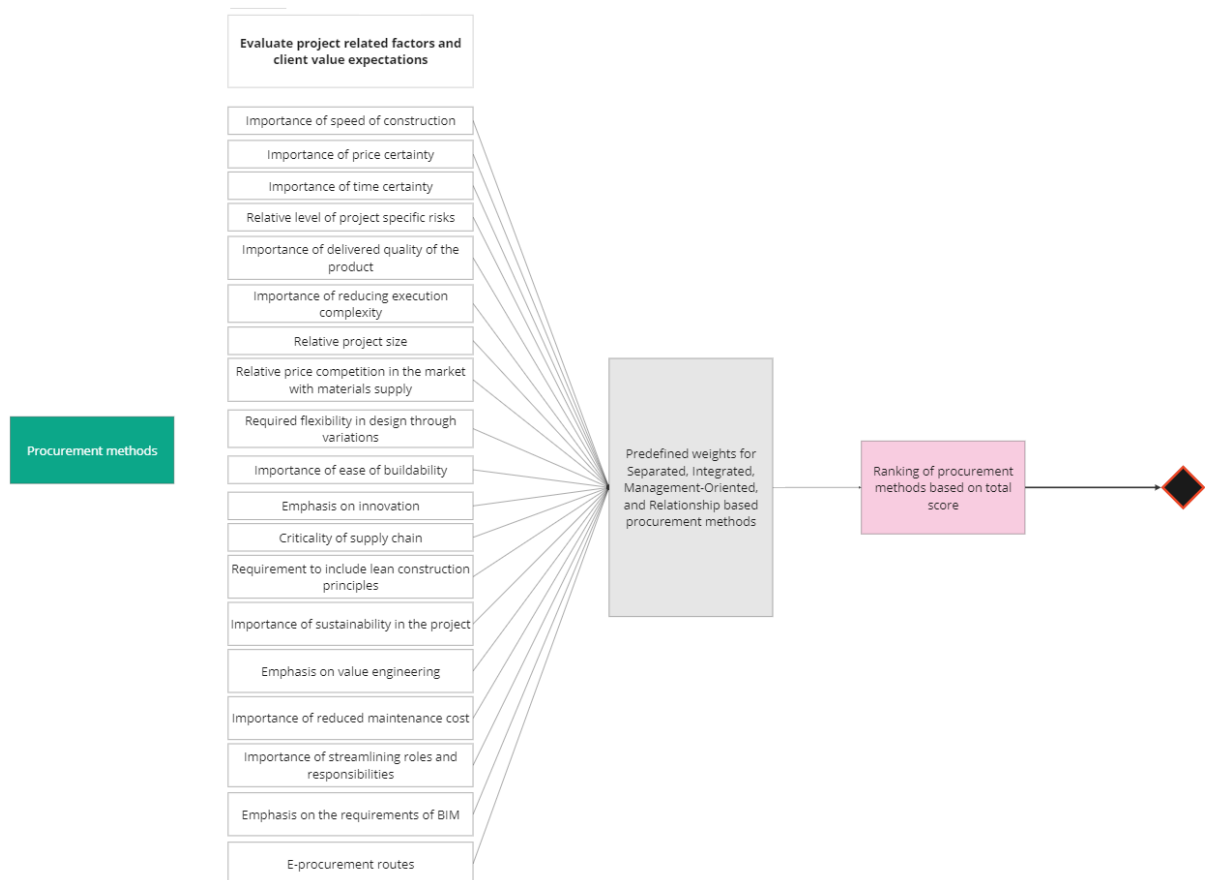 Evaluate project related factors and
client value expectations
Importance of speed of construction
Importance of price certainty
Importance of time certainty
Relative level of project specific risks
Importance of delivered quality of the
product
Importance of reducing execution
complexity
Relative project size
Relative price competition in the market
with materials supply
Required flexibility in design through
variations
Importance of ease of buildability
Emphasis on innovation
Criticality of supply chain
Requirement to include lean construction
principles
Importance of sustainability in the project
Emphasis on value engineering
Importance of reduced maintenance cost
Importance of streamlining roles and
responsibilities
Emphasis on the requirements of BIM
E-procurement routes
Procurement methods
Predefined weights for
Separated, Integrated,
Management-Oriented,
and Relationship based
procurement methods
Ranking of procurement
methods based on total
score